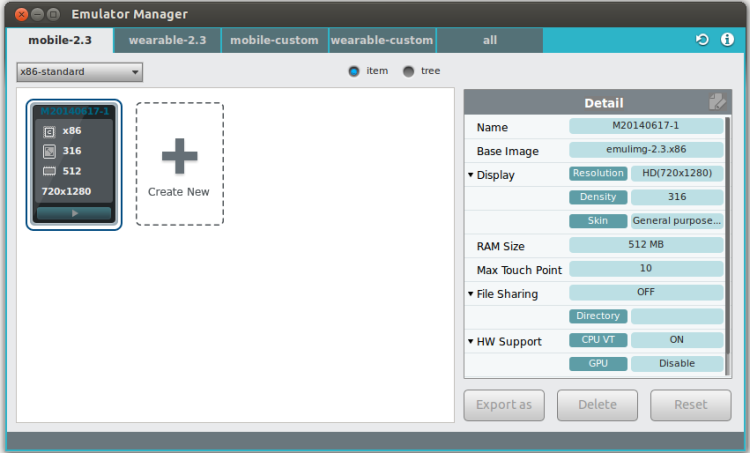 Emulator Manager
mobile-2.3 wearable-2.3 mobile-custom wearable-custom all
x86-standard item tree
M20140617-1
x86
316
512
720x1280
Create New
Detail
Name M20140617-1
Base Image emulimg-2.3.x86
Display Resolution HD(720x1280)
Density 316
Skin General purpose...
RAM Size 512 MB
Max Touch Point 10
File Sharing OFF
Directory
HW Support CPU VT ON
GPU Disable
Export as Delete Reset